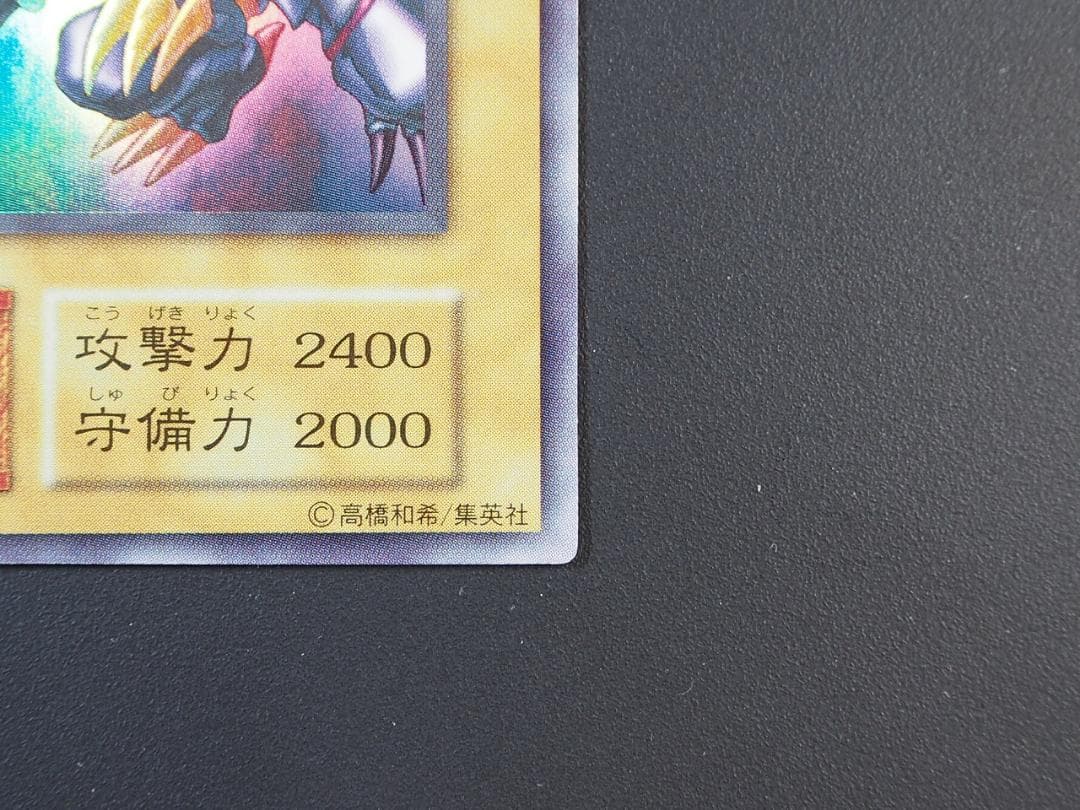 こう げき りょく
攻撃力 2400
しゅ び りょく
守備力 2000
©高橋和希/集英社